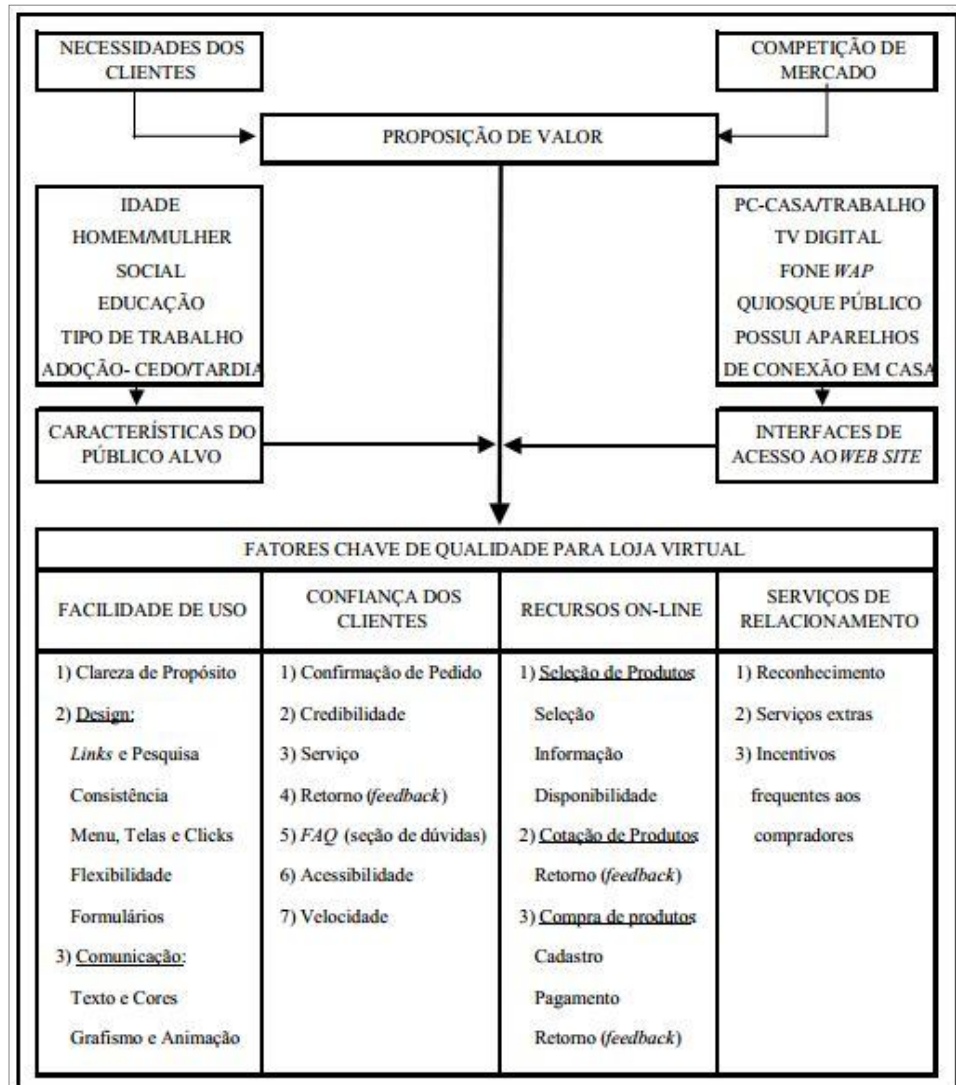 NECESSIDADES DOS
CLIENTES
COMPETIÇÃO DE
MERCADO
PROPOSIÇÃO DE VALOR
IDADE
HOMEM/MULHER
SOCIAL
EDUCAÇÃO
TIPO DE TRABALHO
ADOÇÃO- CEDO/TARDIA
PC-CASA/TRABALHO
TV DIGITAL
FONE WAP
QUIOSQUE PÚBLICO
POSSUI APARELHOS
DE CONEXÃO EM CASA
CARACTERÍSTICAS DO
PÚBLICO ALVO
INTERFACES DE
ACESSO AO WEB SITE
FATORES CHAVE DE QUALIDADE PARA LOJA VIRTUAL
FACILIDADE DE USO
1) Clareza de Propósito
2) Design:
Links e Pesquisa
Consistência
Menu, Telas e Clicks
Flexibilidade
Formulários
3) Comunicação:
Texto e Cores
Grafismo e Animação
CONFIANÇA DOS
CLIENTES
1) Confirmação de Pedido
2) Credibilidade
3) Serviço
4) Retorno (feedback)
5) FAQ (seção de dúvidas)
6) Acessibilidade
7) Velocidade
RECURSOS ON-LINE
1) Seleção de Produtos
Seleção
Informação
Disponibilidade
2) Cotação de Produtos
Retorno (feedback)
3) Compra de produtos
Cadastro
Pagamento
Retorno (feedback)
SERVIÇOS DE
RELACIONAMENTO
1) Reconhecimento
2) Serviços extras
3) Incentivos
frequentes aos
compradores